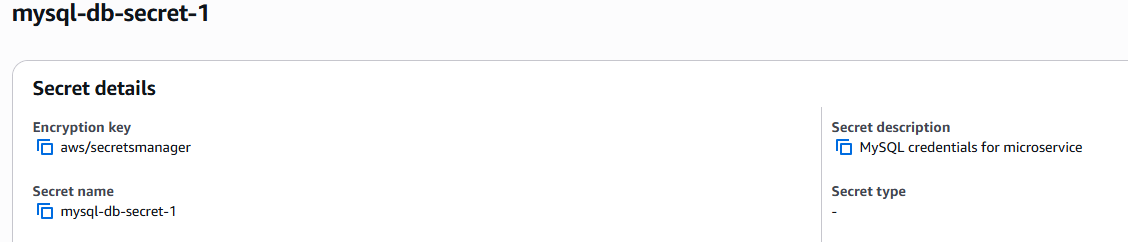 mysql-db-secret-1
Secret details
Encryption key
aws/secretsmanager
Secret name
mysql-db-secret-1
Secret description
MySQL credentials for microservice
Secret type
-